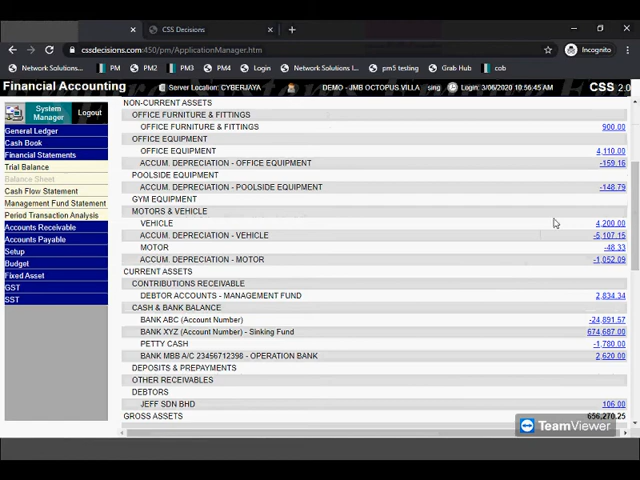 CSS Decisions
cssdecisions.com:450/pm/ApplicationManager.htm
Incognito
Network Solutions... PM PM2 PM4 Login Network Solutions I... PM3 pm5 testing Grab Hub cob
Financial Accounting Server Location: CYBERJAYA DEMO - JMB OCTOPUS VILLA sing Login: 3/06/2020 10:56:45 AM CSS 2.0
System Manager Logout
General Ledger
Cash Book
Financial Statements
Trial Balance
Balance Sheet
Cash Flow Statement
Management Fund Statement
Period Transaction Analysis
Accounts Receivable
Accounts Payable
Setup
Budget
Fixed Asset
GST
SST
NON-CURRENT ASSETS
OFFICE FURNITURE & FITTINGS
OFFICE FURNITURE & FITTINGS 900.00
OFFICE EQUIPMENT
OFFICE EQUIPMENT 4,110.00
ACCUM. DEPRECIATION - OFFICE EQUIPMENT -159.16
POOLSIDE EQUIPMENT
ACCUM. DEPRECIATION - POOLSIDE EQUIPMENT -148.79
GYM EQUIPMENT
MOTORS & VEHICLE
VEHICLE 4,200.00
ACCUM. DEPRECIATION - VEHICLE -5,107.15
MOTOR -48.33
ACCUM. DEPRECIATION - MOTOR -1,052.09
CURRENT ASSETS
CONTRIBUTIONS RECEIVABLE
DEBTOR ACCOUNTS - MANAGEMENT FUND 2,834.34
CASH & BANK BALANCE
BANK ABC (Account Number) -24,891.57
BANK XYZ (Account Number) - Sinking Fund 674,687.00
PETTY CASH -1,780.00
BANK MBB A/C 23456712398 - OPERATION BANK 2,620.00
DEPOSITS & PREPAYMENTS
OTHER RECEIVABLES
DEBTORS
JEFF SDN BHD 106.00
GROSS ASSETS 656,270.25
TeamViewer